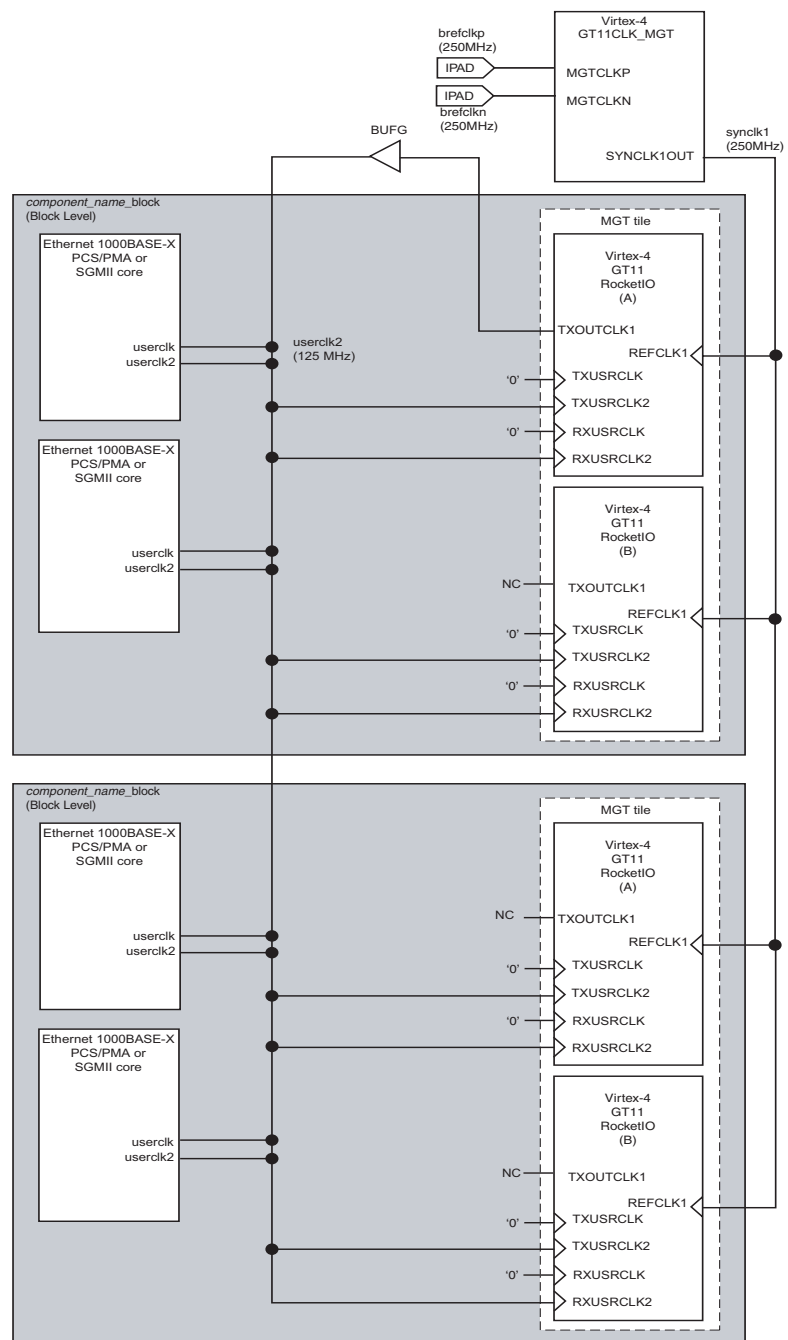 Virtex-4
GT11CLK_MGT
brefclkp
(250MHz)
IPAD
MGTCLKP
IPAD
MGTCLKN
brefclkn
(250MHz)
BUFG
synclk1
(250MHz)
SYNCLK1OUT
component_name_block
(Block Level)
MGT tile
Ethernet 1000BASE-X
PCS/PMA or
SGMII core
userclk
userclk2
userclk2
(125 MHz)
Virtex-4
GT11
RocketIO
(A)
TXOUTCLK1
REFCLK1
'0'
TXUSRCLK
TXUSRCLK2
'0'
RXUSRCLK
RXUSRCLK2
Ethernet 1000BASE-X
PCS/PMA or
SGMII core
userclk
userclk2
Virtex-4
GT11
RocketIO
(B)
NC
TXOUTCLK1
REFCLK1
'0'
TXUSRCLK
TXUSRCLK2
'0'
RXUSRCLK
RXUSRCLK2
component_name_block
(Block Level)
MGT tile
Ethernet 1000BASE-X
PCS/PMA or
SGMII core
userclk
userclk2
Virtex-4
GT11
RocketIO
(A)
NC
TXOUTCLK1
REFCLK1
'0'
TXUSRCLK
TXUSRCLK2
'0'
RXUSRCLK
RXUSRCLK2
Ethernet 1000BASE-X
PCS/PMA or
SGMII core
userclk
userclk2
Virtex-4
GT11
RocketIO
(B)
NC
TXOUTCLK1
REFCLK1
'0'
TXUSRCLK
TXUSRCLK2
'0'
RXUSRCLK
RXUSRCLK2